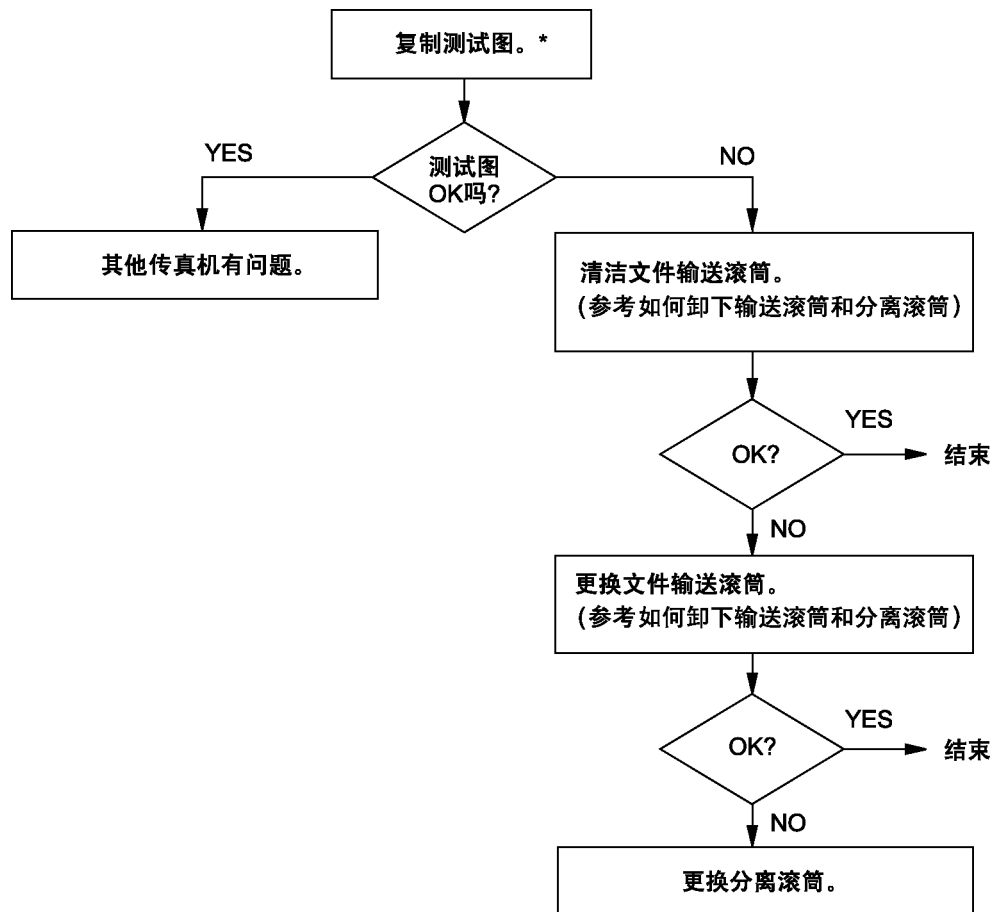 复制测试图。*
测试图
OK吗?
YES
NO
其他传真机有问题。
清洁文件输送滚筒。
(参考如何卸下输送滚筒和分离滚筒)
OK?
YES
结束
NO
更换文件输送滚筒。
(参考如何卸下输送滚筒和分离滚筒)
OK?
YES
结束
NO
更换分离滚筒。